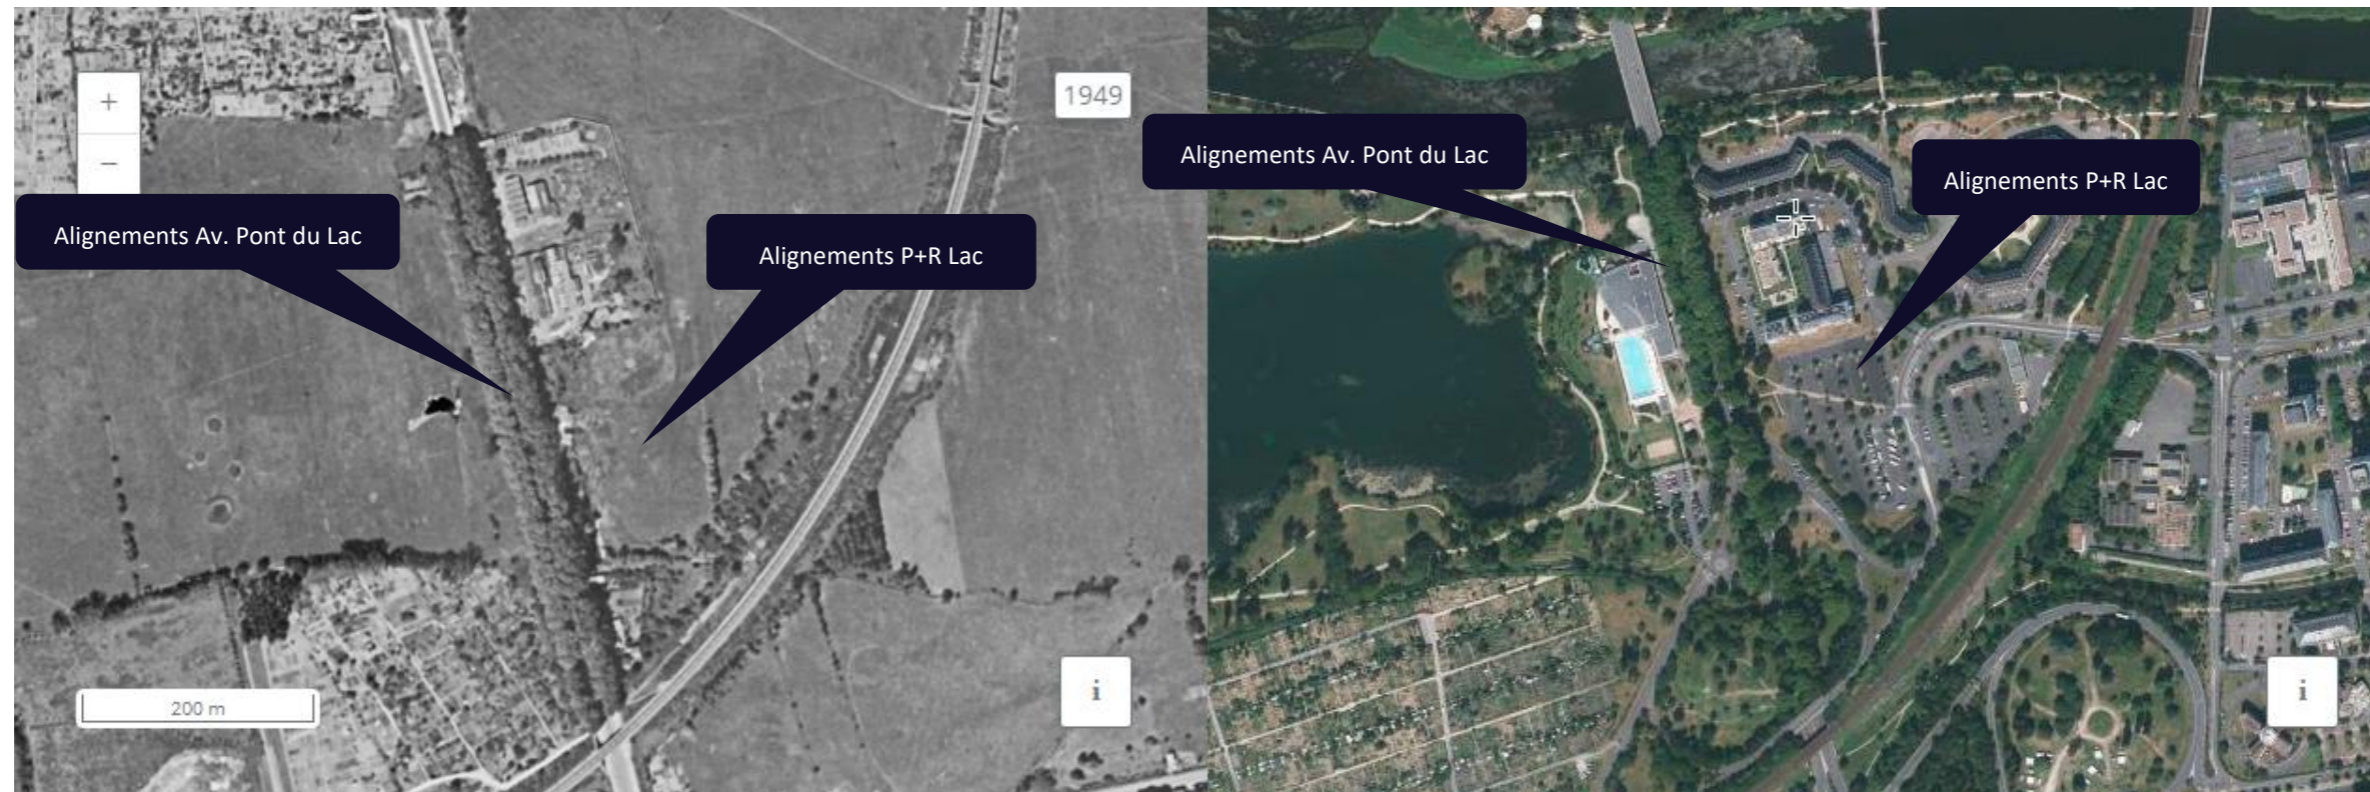 +
1949
−
Alignements Av. Pont du Lac
Alignements P+R Lac
200 m
i
Alignements Av. Pont du Lac
Alignements P+R Lac
i